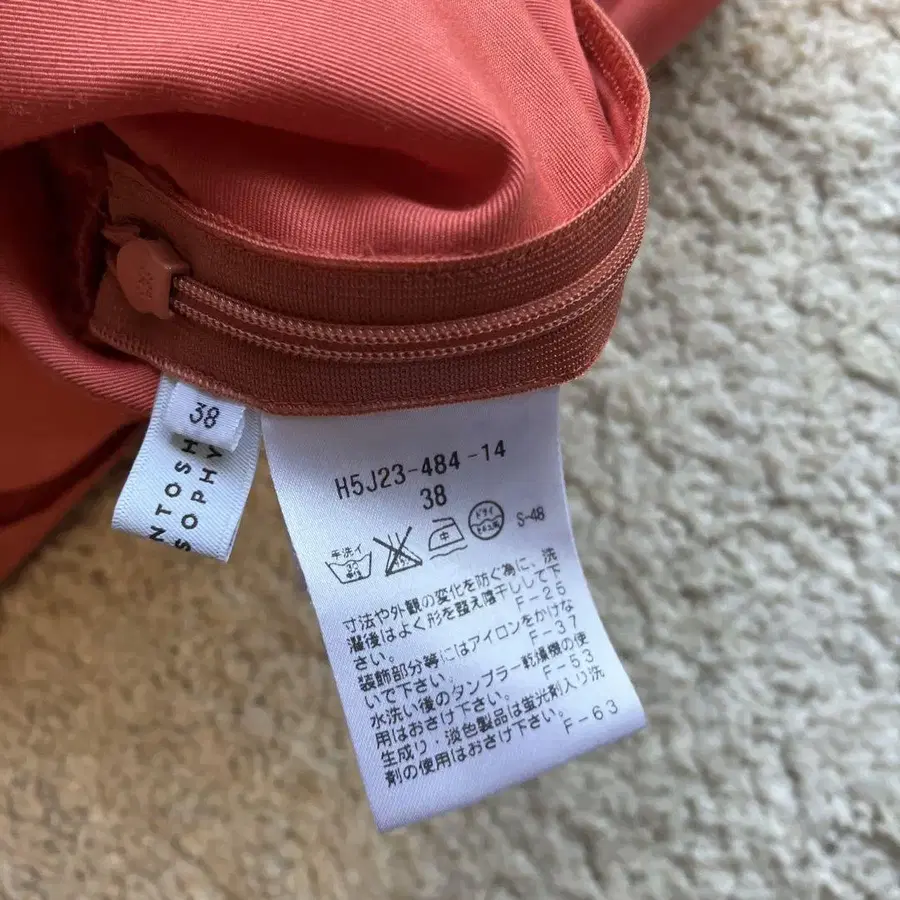 38
NTOSH
SOPHY
H5J23-484-14
38
手洗イ
中
ドライ
S-48
寸法や外観の変化を防ぐ為に、洗
濯後はよく形を整え陰干しして下
さい。 F-25
装飾部分等にはアイロンをかけな
いで下さい。 F-37
水洗い後のタンブラー乾燥機の使
用はおさけ下さい。 F-53
生成り・淡色製品は蛍光剤入り洗
剤の使用はおさけ下さい。 F-63